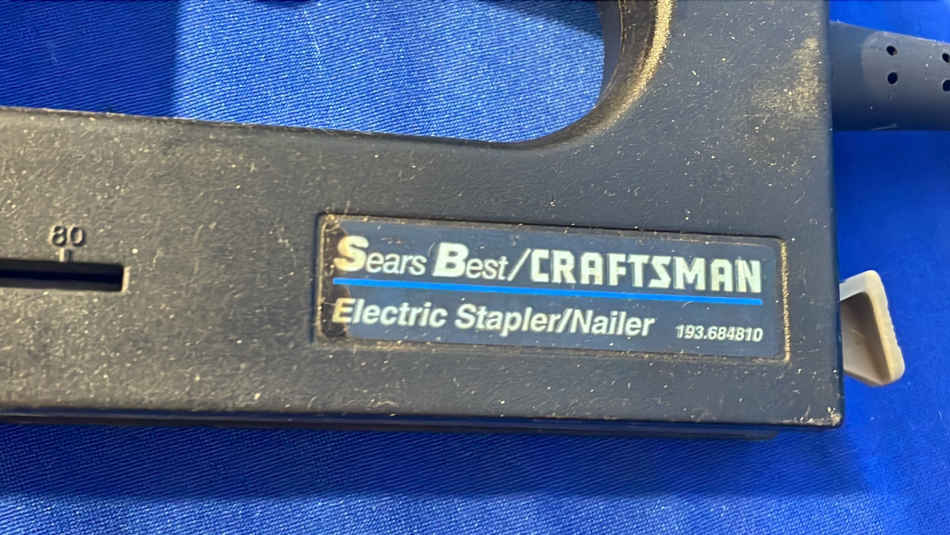 80
Sears Best/CRAFTSMAN
Electric Stapler/Nailer 193.684810